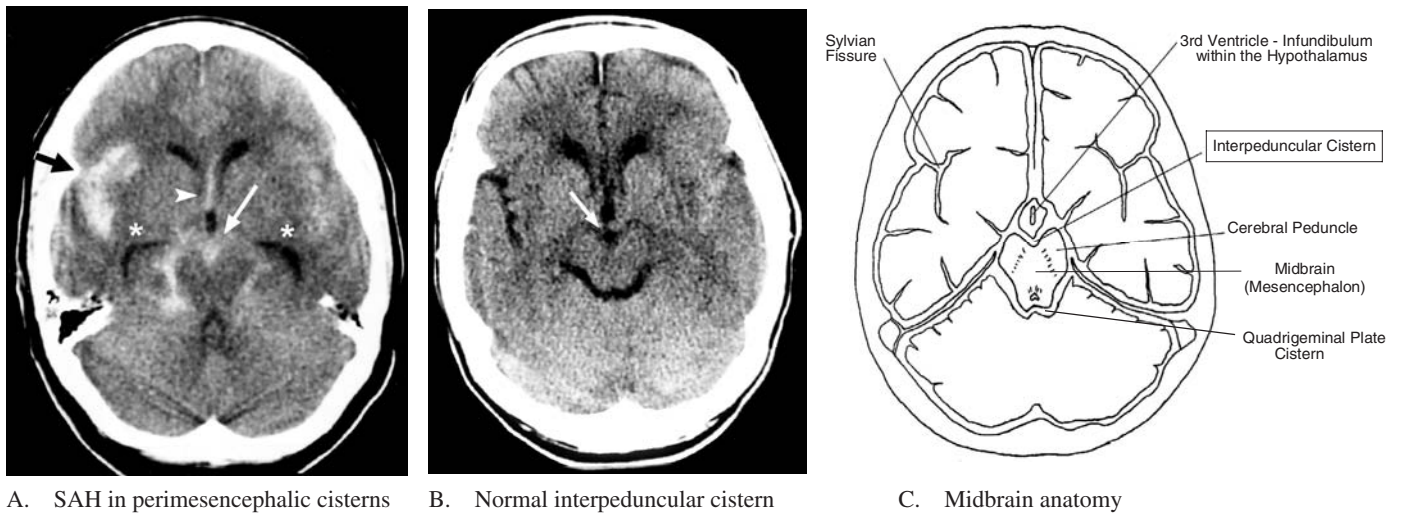 Sylvian
Fissure
3rd Ventricle - Infundibulum
within the Hypothalamus
Interpeduncular Cistern
Cerebral Peduncle
Midbrain
(Mesencephalon)
Quadrigeminal Plate
Cistern
*
*
A. SAH in perimesencephalic cisterns
B. Normal interpeduncular cistern
C. Midbrain anatomy